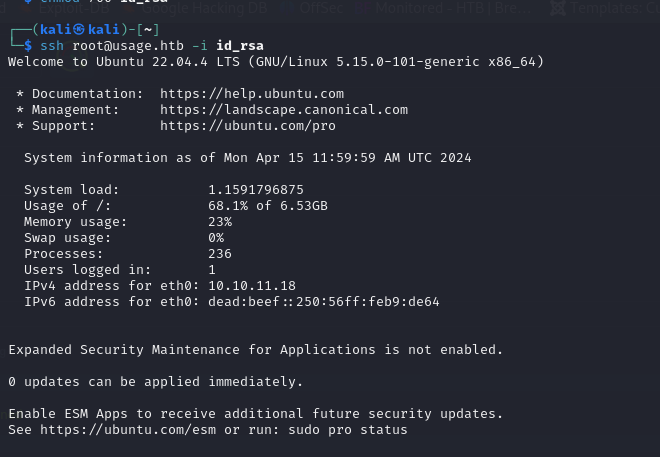 id_rsa
Google Hacking DB OffSec Monitored - HTB | Bre... Templates: Cu
┌──(kali㉿kali)-[~]
└─$ ssh root@usage.htb -i id_rsa
Welcome to Ubuntu 22.04.4 LTS (GNU/Linux 5.15.0-101-generic x86_64)
* Documentation: https://help.ubuntu.com
* Management: https://landscape.canonical.com
* Support: https://ubuntu.com/pro
System information as of Mon Apr 15 11:59:59 AM UTC 2024
System load: 1.1591796875
Usage of /: 68.1% of 6.53GB
Memory usage: 23%
Swap usage: 0%
Processes: 236
Users logged in: 1
IPv4 address for eth0: 10.10.11.18
IPv6 address for eth0: dead:beef::250:56ff:feb9:de64
Expanded Security Maintenance for Applications is not enabled.
0 updates can be applied immediately.
Enable ESM Apps to receive additional future security updates.
See https://ubuntu.com/esm or run: sudo pro status